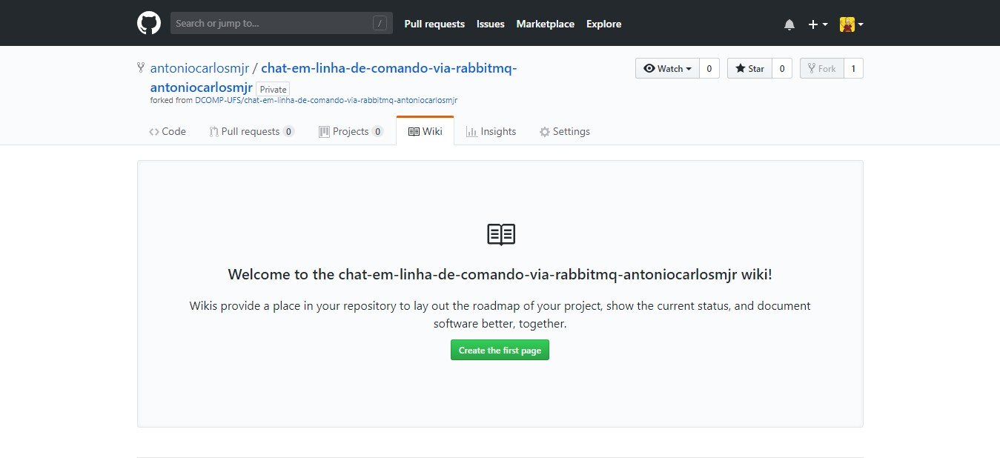 Search or jump to... / Pull requests Issues Marketplace Explore
antoniocarlosmjr / chat-em-linha-de-comando-via-rabbitmq-
antoniocarlosmjr Private
forked from DCOMP-UFS/chat-em-linha-de-comando-via-rabbitmq-antoniocarlosmjr
Watch 0 Star 0 Fork 1
Code Pull requests 0 Projects 0 Wiki Insights Settings
Welcome to the chat-em-linha-de-comando-via-rabbitmq-antoniocarlosmjr wiki!
Wikis provide a place in your repository to lay out the roadmap of your project, show the current status, and document
software better, together.
Create the first page